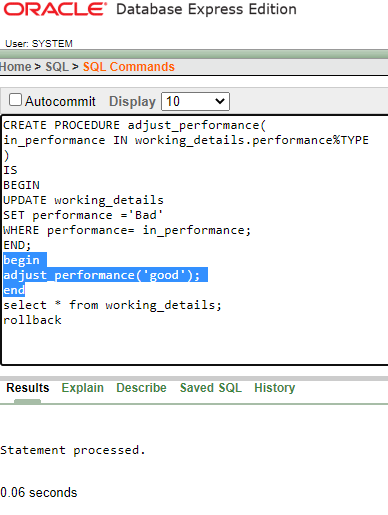 ORACLE® Database Express Edition
User: SYSTEM
Home > SQL > SQL Commands
Autocommit Display 10
CREATE PROCEDURE adjust_performance(
in_performance IN working_details.performance%TYPE
)
IS
BEGIN
UPDATE working_details
SET performance ='Bad'
WHERE performance= in_performance;
END;
begin
adjust_performance('good');
end
select * from working_details;
rollback
Results Explain Describe Saved SQL History
Statement processed.
0.06 seconds